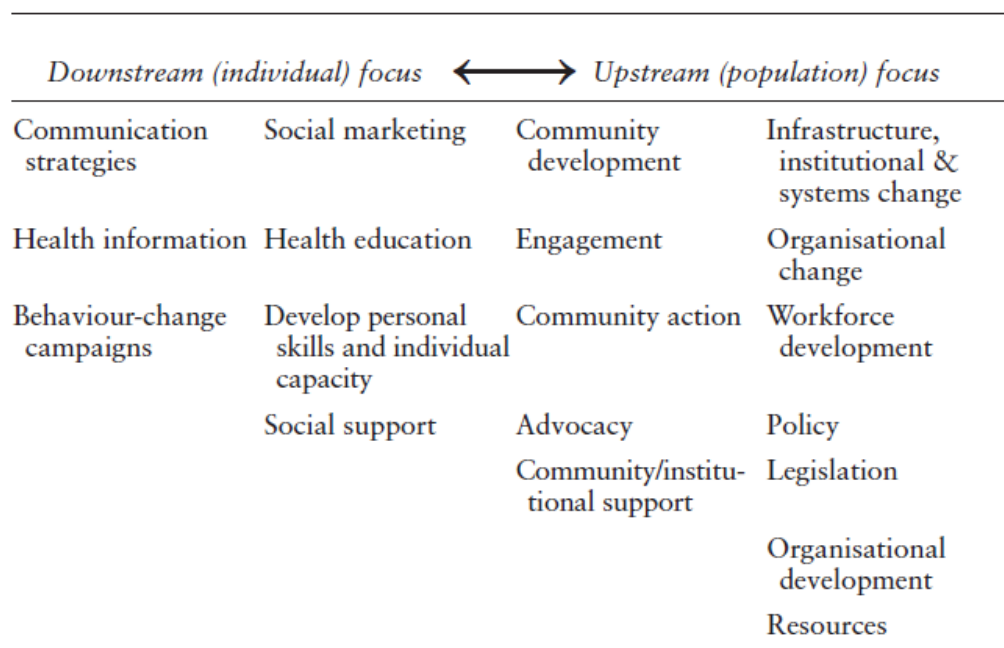 Downstream (individual) focus ⟷ Upstream (population) focus
Communication strategies Social marketing Community development Infrastructure, institutional & systems change
Health information Health education Engagement Organisational change
Behaviour-change campaigns Develop personal skills and individual capacity Community action Workforce development
Social support Advocacy Policy
Community/institu-tional support Legislation
Organisational development
Resources